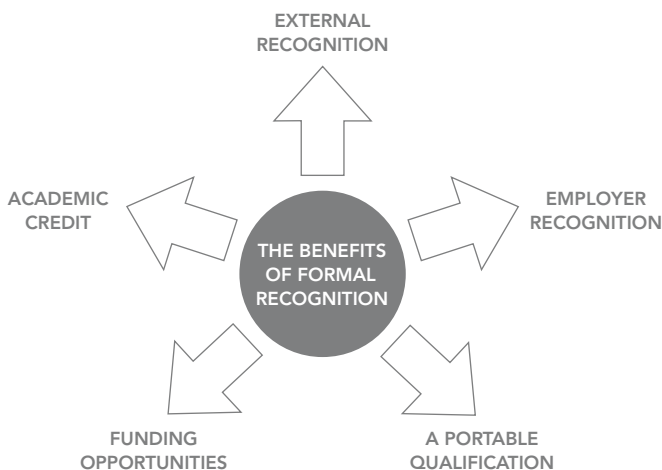 EXTERNAL
RECOGNITION
ACADEMIC
CREDIT
EMPLOYER
RECOGNITION
THE BENEFITS
OF FORMAL
RECOGNITION
FUNDING
OPPORTUNITIES
A PORTABLE
QUALIFICATION